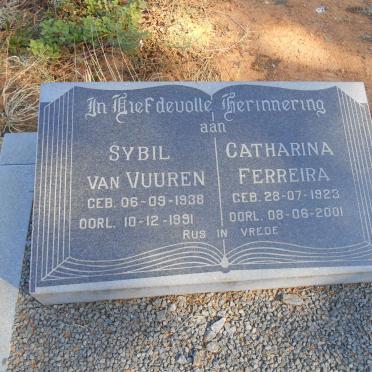 In Liefdevolle Herinnering
aan
SYBIL
VAN VUUREN
GEB. 06-09-1938
OORL. 10-12-1991
CATHARINA
FERREIRA
GEB. 28-07-1923
OORL. 08-06-2001
RUS IN VREDE